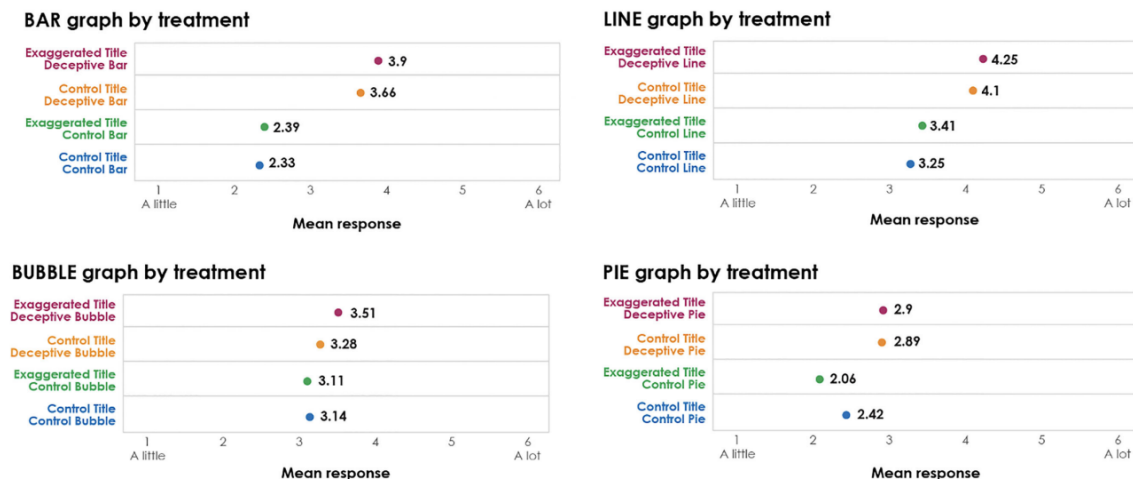 BAR graph by treatment
Exaggerated Title
Deceptive Bar
3.9
Control Title
Deceptive Bar
3.66
Exaggerated Title
Control Bar
2.39
Control Title
Control Bar
2.33
1 2 3 4 5 6
A little A lot
Mean response
LINE graph by treatment
Exaggerated Title
Deceptive Line
4.25
Control Title
Deceptive Line
4.1
Exaggerated Title
Control Line
3.41
Control Title
Control Line
3.25
1 2 3 4 5 6
A little A lot
Mean response
BUBBLE graph by treatment
Exaggerated Title
Deceptive Bubble
3.51
Control Title
Deceptive Bubble
3.28
Exaggerated Title
Control Bubble
3.11
Control Title
Control Bubble
3.14
1 2 3 4 5 6
A little A lot
Mean response
PIE graph by treatment
Exaggerated Title
Deceptive Pie
2.9
Control Title
Deceptive Pie
2.89
Exaggerated Title
Control Pie
2.06
Control Title
Control Pie
2.42
1 2 3 4 5 6
A little A lot
Mean response